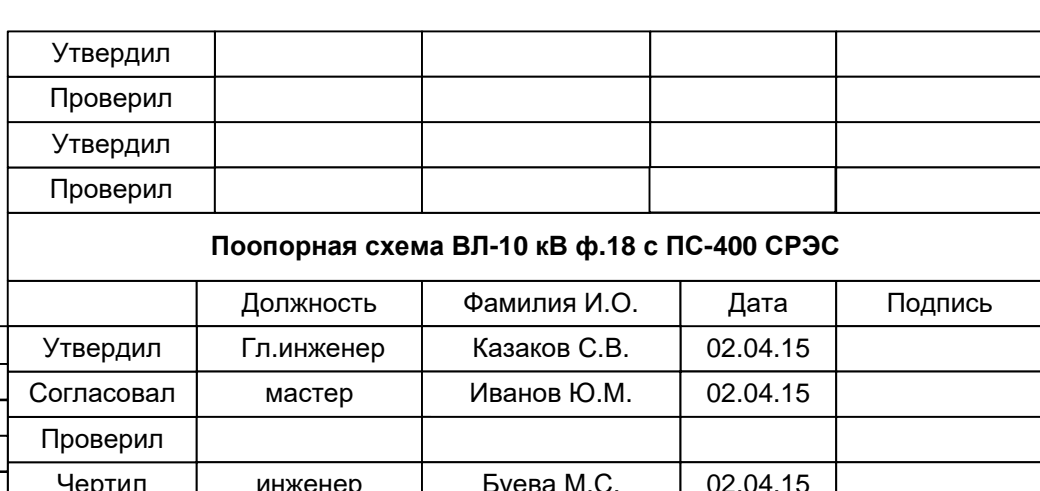 Утвердил
Проверил
Утвердил
Проверил
Поопорная схема ВЛ-10 кВ ф.18 с ПС-400 СРЭС
Должность Фамилия И.О. Дата Подпись
Утвердил Гл.инженер Казаков С.В. 02.04.15
Согласовал мастер Иванов Ю.М. 02.04.15
Проверил
Чертил инженер Буева М.С. 02.04.15